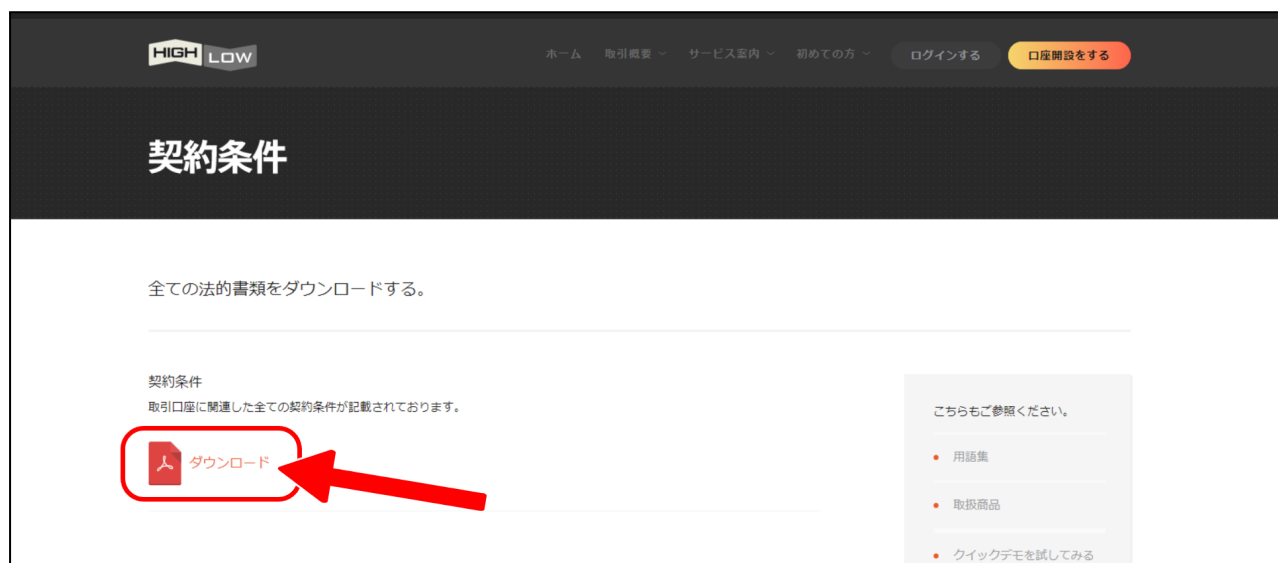 HIGH LOW
ホーム 取引概要 サービス案内 初めての方 ログインする 口座開設をする
契約条件
全ての法的書類をダウンロードする。
契約条件
取引口座に関連した全ての契約条件が記載されております。
ダウンロード
こちらもご参照ください。
用語集
取扱商品
クイックデモを試してみる